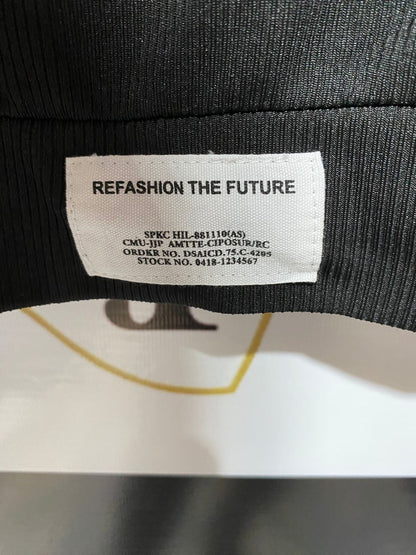 REFASHION THE FUTURE
SPKC HIL-881110(AS)
CMU-JJP AMTTE-CIPOSUR/RC
ORDKR NO. DSAICD.75.C-4205
STOCK NO. 0418-1234567